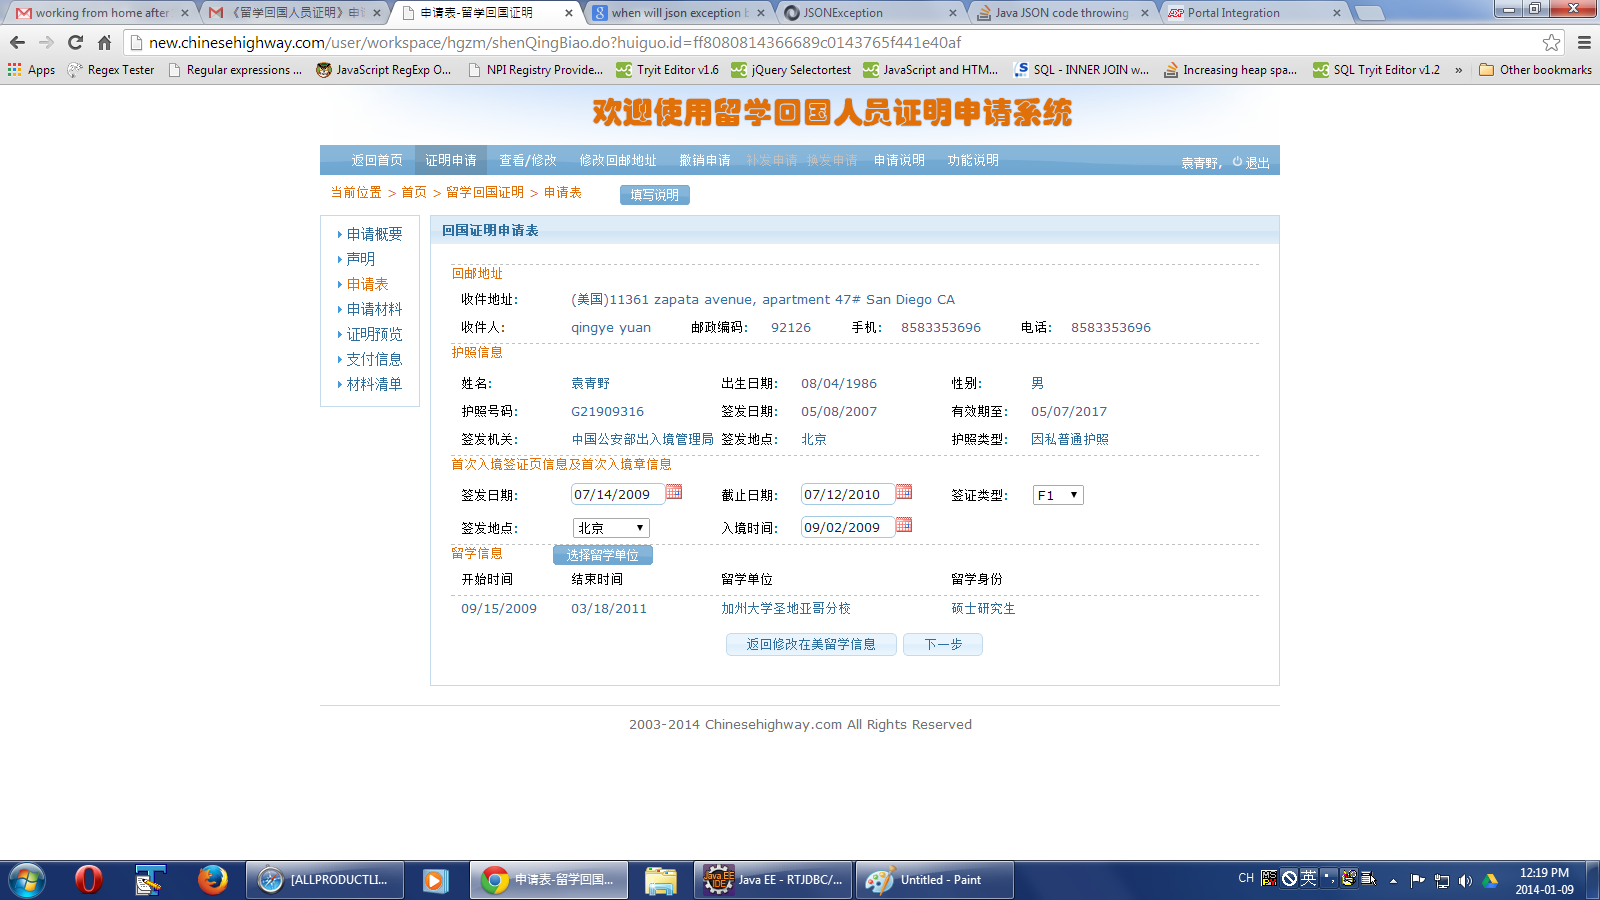 working from home after
《留学回国人员证明》申请
申请表-留学回国证明
when will json exception b
JSONException
Java JSON code throwing
Portal Integration
new.chinesehighway.com/user/workspace/hgzm/shenQingBiao.do?huiguo.id=ff8080814366689c0143765f441e40af
Apps Regex Tester Regular expressions ... JavaScript RegExp O... NPI Registry Provide... Tryit Editor v1.6 jQuery Selectortest JavaScript and HTM... SQL - INNER JOIN w... Increasing heap spa... SQL Tryit Editor v1.2 » Other bookmarks
欢迎使用留学回国人员证明申请系统
返回首页 证明申请 查看/修改 修改回邮地址 撤销申请 补发申请 换发申请 申请说明 功能说明 袁青野, 退出
当前位置 > 首页 > 留学回国证明 > 申请表 填写说明
申请概要
声明
申请表
申请材料
证明预览
支付信息
材料清单
回国证明申请表
回邮地址
收件地址: (美国)11361 zapata avenue, apartment 47# San Diego CA
收件人: qingye yuan 邮政编码: 92126 手机: 8583353696 电话: 8583353696
护照信息
姓名: 袁青野 出生日期: 08/04/1986 性别: 男
护照号码: G21909316 签发日期: 05/08/2007 有效期至: 05/07/2017
签发机关: 中国公安部出入境管理局 签发地点: 北京 护照类型: 因私普通护照
首次入境签证页信息及首次入境章信息
签发日期: 07/14/2009 截止日期: 07/12/2010 签证类型: F1
签发地点: 北京 入境时间: 09/02/2009
留学信息 选择留学单位
开始时间 结束时间 留学单位 留学身份
09/15/2009 03/18/2011 加州大学圣地亚哥分校 硕士研究生
返回修改在美留学信息 下一步
2003-2014 Chinesehighway.com All Rights Reserved
[ALLPRODUCTLI... 申请表-留学回国... Java EE - RTJDBC/... Untitled - Paint CH 英 12:19 PM
2014-01-09